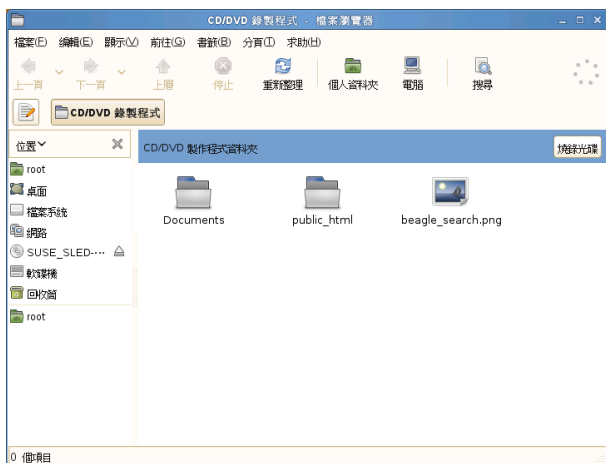 CD/DVD 錄製程式 - 檔案瀏覽器
檔案(F) 編輯(E) 顯示(V) 前往(G) 書籤(B) 分頁(T) 求助(H)
上一頁 下一頁 上層 停止 重新整理 個人資料夾 電腦 搜尋
CD/DVD 錄製程式
位置
CD/DVD 製作程式資料夾
燒錄光碟
root
桌面
檔案系統
網路
SUSE_SLED-···
軟碟機
回收筒
root
Documents
public_html
beagle_search.png
0 個項目